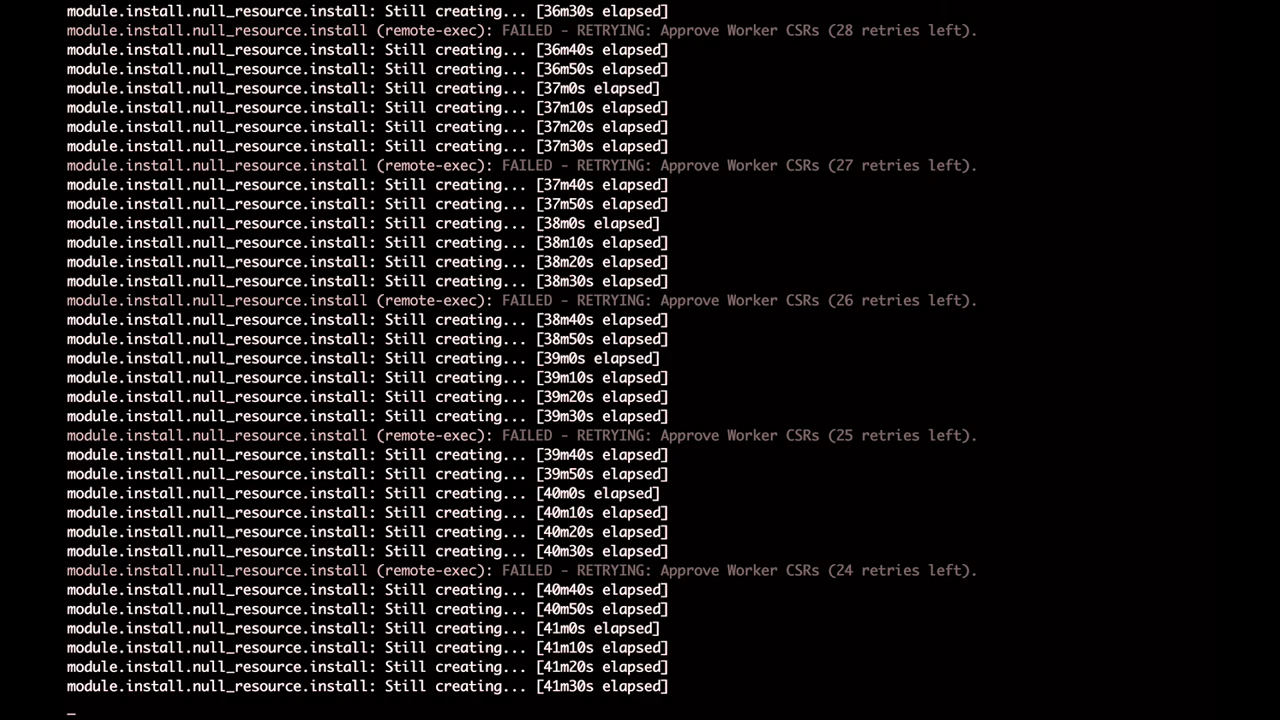 module.install.null_resource.install: Still creating... [36m30s elapsed]
module.install.null_resource.install (remote-exec): FAILED - RETRYING: Approve Worker CSRs (28 retries left).
module.install.null_resource.install: Still creating... [36m40s elapsed]
module.install.null_resource.install: Still creating... [36m50s elapsed]
module.install.null_resource.install: Still creating... [37m0s elapsed]
module.install.null_resource.install: Still creating... [37m10s elapsed]
module.install.null_resource.install: Still creating... [37m20s elapsed]
module.install.null_resource.install: Still creating... [37m30s elapsed]
module.install.null_resource.install (remote-exec): FAILED - RETRYING: Approve Worker CSRs (27 retries left).
module.install.null_resource.install: Still creating... [37m40s elapsed]
module.install.null_resource.install: Still creating... [37m50s elapsed]
module.install.null_resource.install: Still creating... [38m0s elapsed]
module.install.null_resource.install: Still creating... [38m10s elapsed]
module.install.null_resource.install: Still creating... [38m20s elapsed]
module.install.null_resource.install: Still creating... [38m30s elapsed]
module.install.null_resource.install (remote-exec): FAILED - RETRYING: Approve Worker CSRs (26 retries left).
module.install.null_resource.install: Still creating... [38m40s elapsed]
module.install.null_resource.install: Still creating... [38m50s elapsed]
module.install.null_resource.install: Still creating... [39m0s elapsed]
module.install.null_resource.install: Still creating... [39m10s elapsed]
module.install.null_resource.install: Still creating... [39m20s elapsed]
module.install.null_resource.install: Still creating... [39m30s elapsed]
module.install.null_resource.install (remote-exec): FAILED - RETRYING: Approve Worker CSRs (25 retries left).
module.install.null_resource.install: Still creating... [39m40s elapsed]
module.install.null_resource.install: Still creating... [39m50s elapsed]
module.install.null_resource.install: Still creating... [40m0s elapsed]
module.install.null_resource.install: Still creating... [40m10s elapsed]
module.install.null_resource.install: Still creating... [40m20s elapsed]
module.install.null_resource.install: Still creating... [40m30s elapsed]
module.install.null_resource.install (remote-exec): FAILED - RETRYING: Approve Worker CSRs (24 retries left).
module.install.null_resource.install: Still creating... [40m40s elapsed]
module.install.null_resource.install: Still creating... [40m50s elapsed]
module.install.null_resource.install: Still creating... [41m0s elapsed]
module.install.null_resource.install: Still creating... [41m10s elapsed]
module.install.null_resource.install: Still creating... [41m20s elapsed]
module.install.null_resource.install: Still creating... [41m30s elapsed]